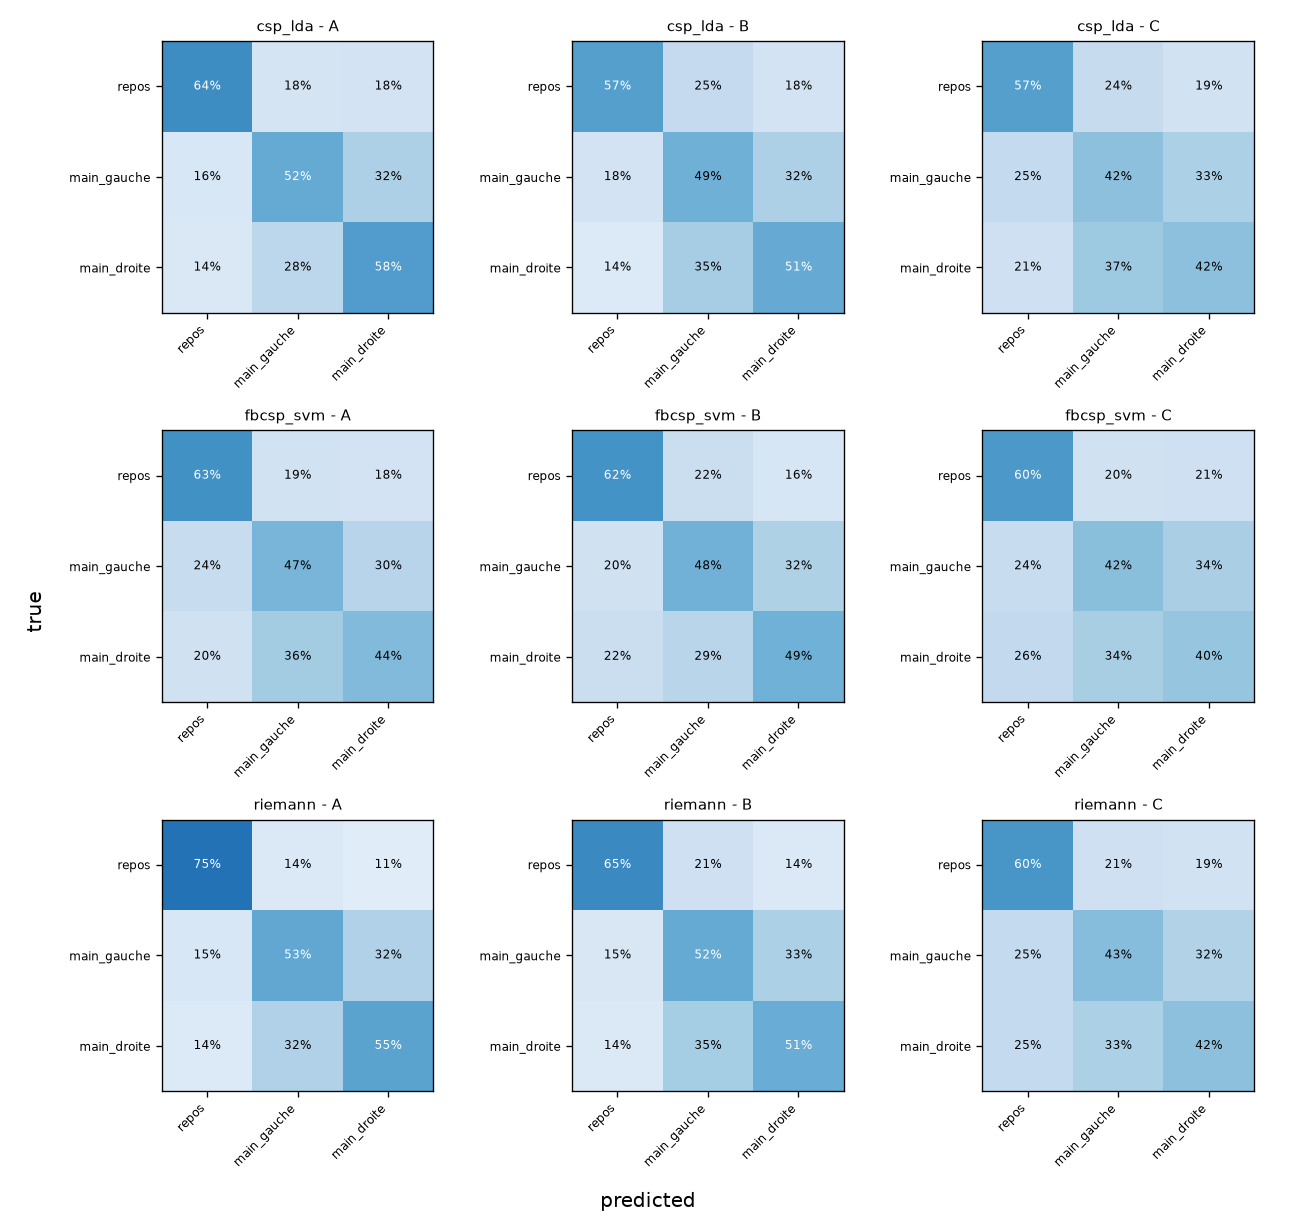 csp_lda - A
csp_lda - B
csp_lda - C
repos 64% 18% 18%
main_gauche 16% 52% 32%
main_droite 14% 28% 58%
repos main_gauche main_droite
repos 57% 25% 18%
main_gauche 18% 49% 32%
main_droite 14% 35% 51%
repos main_gauche main_droite
repos 57% 24% 19%
main_gauche 25% 42% 33%
main_droite 21% 37% 42%
repos main_gauche main_droite
fbcsp_svm - A
fbcsp_svm - B
fbcsp_svm - C
repos 63% 19% 18%
main_gauche 24% 47% 30%
main_droite 20% 36% 44%
repos main_gauche main_droite
repos 62% 22% 16%
main_gauche 20% 48% 32%
main_droite 22% 29% 49%
repos main_gauche main_droite
repos 60% 20% 21%
main_gauche 24% 42% 34%
main_droite 26% 34% 40%
repos main_gauche main_droite
true
riemann - A
riemann - B
riemann - C
repos 75% 14% 11%
main_gauche 15% 53% 32%
main_droite 14% 32% 55%
repos main_gauche main_droite
repos 65% 21% 14%
main_gauche 15% 52% 33%
main_droite 14% 35% 51%
repos main_gauche main_droite
repos 60% 21% 19%
main_gauche 25% 43% 32%
main_droite 25% 33% 42%
repos main_gauche main_droite
predicted